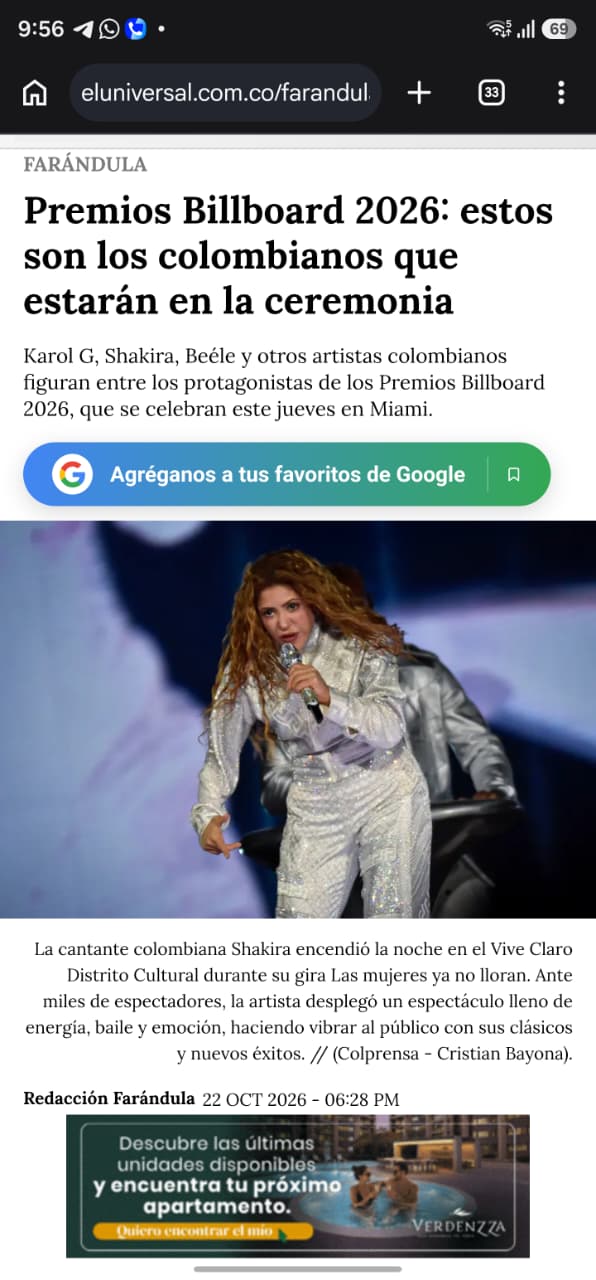 9:56
5
69
eluniversal.com.co/farandul
33
FARÁNDULA
Premios Billboard 2026: estos
son los colombianos que
estarán en la ceremonia
Karol G, Shakira, Beéle y otros artistas colombianos
figuran entre los protagonistas de los Premios Billboard
2026, que se celebran este jueves en Miami.
Agréganos a tus favoritos de Google
La cantante colombiana Shakira encendió la noche en el Vive Claro
Distrito Cultural durante su gira Las mujeres ya no lloran. Ante
miles de espectadores, la artista desplegó un espectáculo lleno de
energía, baile y emoción, haciendo vibrar al público con sus clásicos
y nuevos éxitos. // (Colprensa - Cristian Bayona).
Redacción Farándula 22 OCT 2026 - 06:28 PM
Descubre las últimas
unidades disponibles
y encuentra tu próximo
apartamento.
Quiero encontrar el mío
VERDENZZA